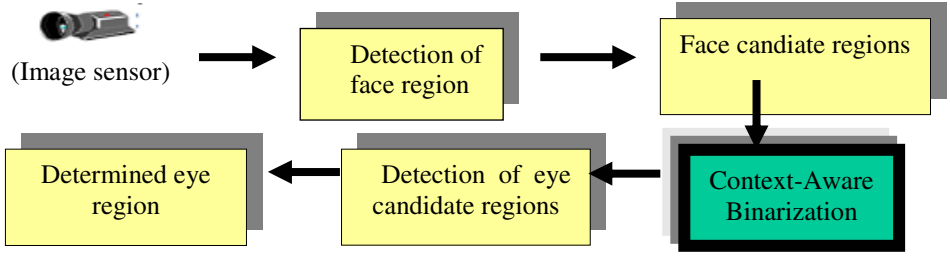 (Image sensor)
Detection of
face region
Face candiate regions
Context-Aware
Binarization
Detection of eye
candidate regions
Determined eye
region